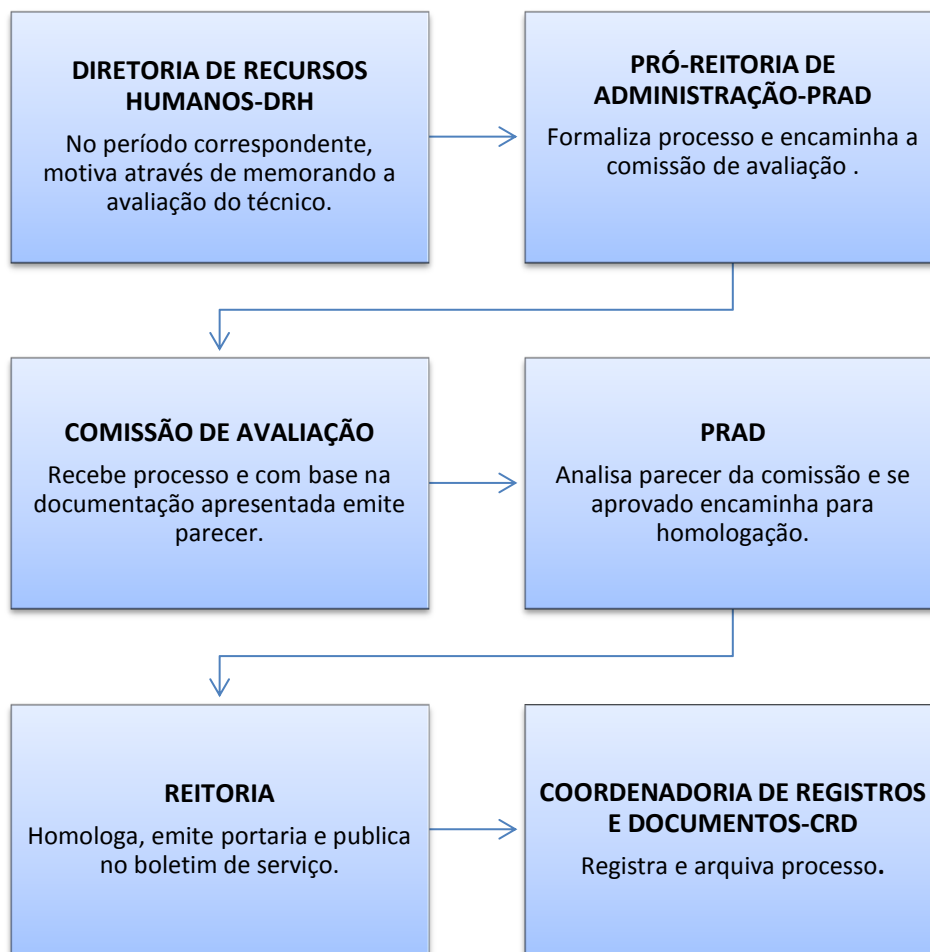 DIRETORIA DE RECURSOS
HUMANOS-DRH
No período correspondente,
motiva através de memorando a
avaliação do técnico.
PRÓ-REITORIA DE
ADMINISTRAÇÃO-PRAD
Formaliza processo e encaminha a
comissão de avaliação .
COMISSÃO DE AVALIAÇÃO
Recebe processo e com base na
documentação apresentada emite
parecer.
PRAD
Analisa parecer da comissão e se
aprovado encaminha para
homologação.
REITORIA
Homologa, emite portaria e publica
no boletim de serviço.
COORDENADORIA DE REGISTROS
E DOCUMENTOS-CRD
Registra e arquiva processo.